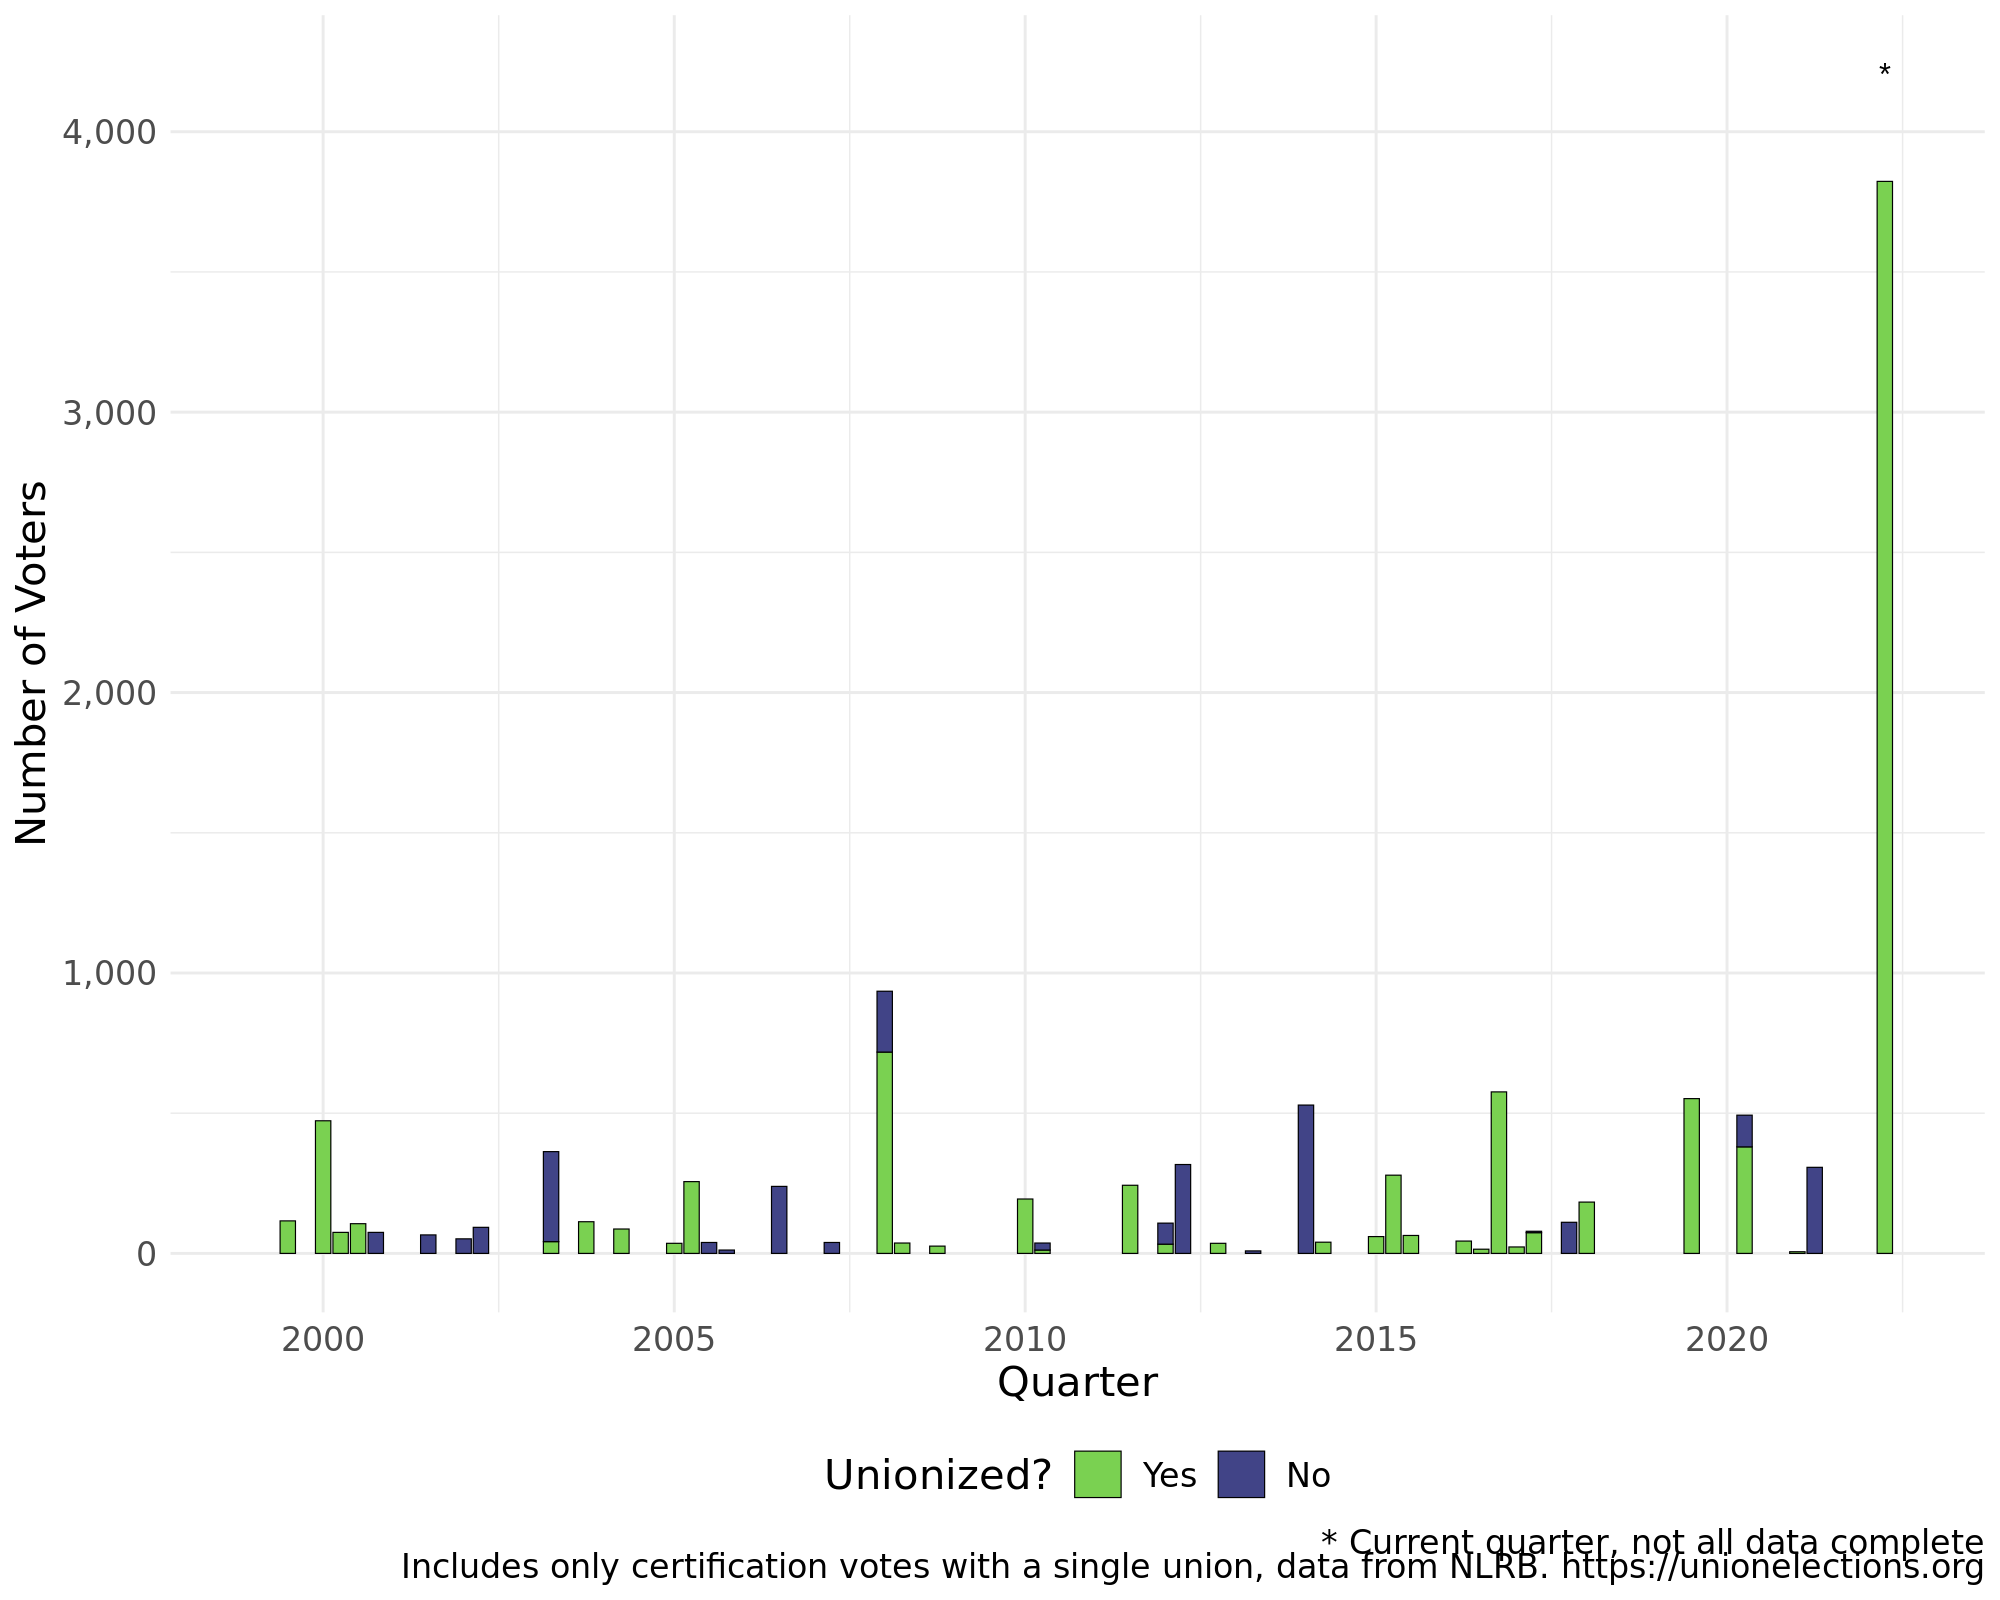 *
4,000
3,000
2,000
1,000
0
Number of Voters
2000 2005 2010 2015 2020
Quarter
Unionized? Yes No
* Current quarter, not all data complete
Includes only certification votes with a single union, data from NLRB. https://unionelections.org